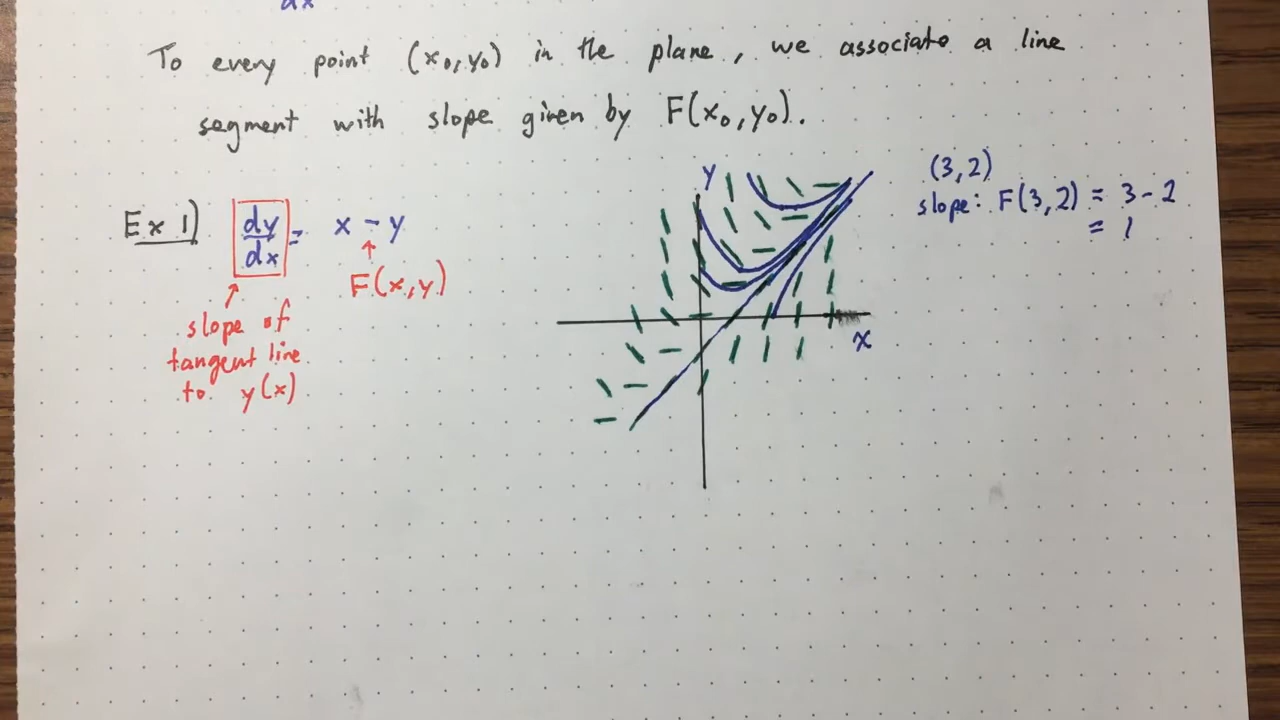 dx
To every point (x₀,y₀) in the plane, we associate a line
segment with slope given by F(x₀,y₀).
Ex 1) dy/dx = x - y
F(x,y)
slope of
tangent line
to y(x)
y
x
(3,2)
slope: F(3,2) = 3 - 2
= 1